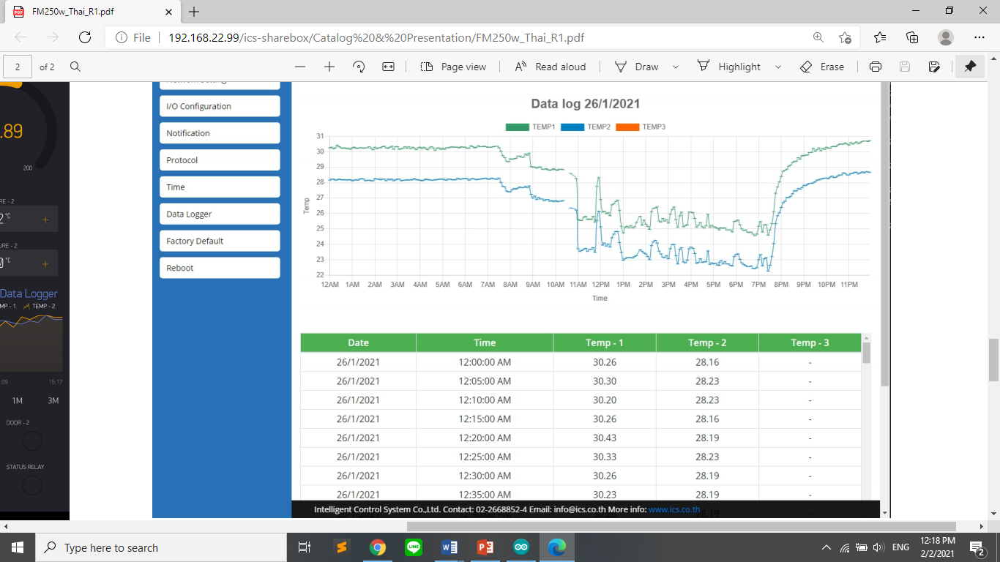 FM250w_Thai_R1.pdf
File
192.168.22.99/ics-sharebox/Catalog%20&%20Presentation/FM250w_Thai_R1.pdf
2 of 2
Page view
Read aloud
Draw
Highlight
Erase
.89
200
RE - 2
2 °C
+
URE - 2
0 °C
+
Data Logger
MP - 1 TEMP - 2
:09 15:17
1M 3M
DOOR - 2
STATUS RELAY
I/O Configuration
Notification
Protocol
Time
Data Logger
Factory Default
Reboot
Data log 26/1/2021
TEMP1 TEMP2 TEMP3
Temp
31
30
29
28
27
26
25
24
23
22
12AM 1AM 2AM 3AM 4AM 5AM 6AM 7AM 8AM 9AM 10AM 11AM 12PM 1PM 2PM 3PM 4PM 5PM 6PM 7PM 8PM 9PM 10PM 11PM
Time
Date Time Temp - 1 Temp - 2 Temp - 3
26/1/2021 12:00:00 AM 30.26 28.16 -
26/1/2021 12:05:00 AM 30.30 28.23 -
26/1/2021 12:10:00 AM 30.20 28.23 -
26/1/2021 12:15:00 AM 30.26 28.16 -
26/1/2021 12:20:00 AM 30.43 28.19 -
26/1/2021 12:25:00 AM 30.33 28.23 -
26/1/2021 12:30:00 AM 30.26 28.19 -
26/1/2021 12:35:00 AM 30.23 28.19 -
Intelligent Control System Co.,Ltd. Contact: 02-2668852-4 Email: info@ics.co.th More info: www.ics.co.th
Type here to search
ENG
12:18 PM
2/2/2021
2